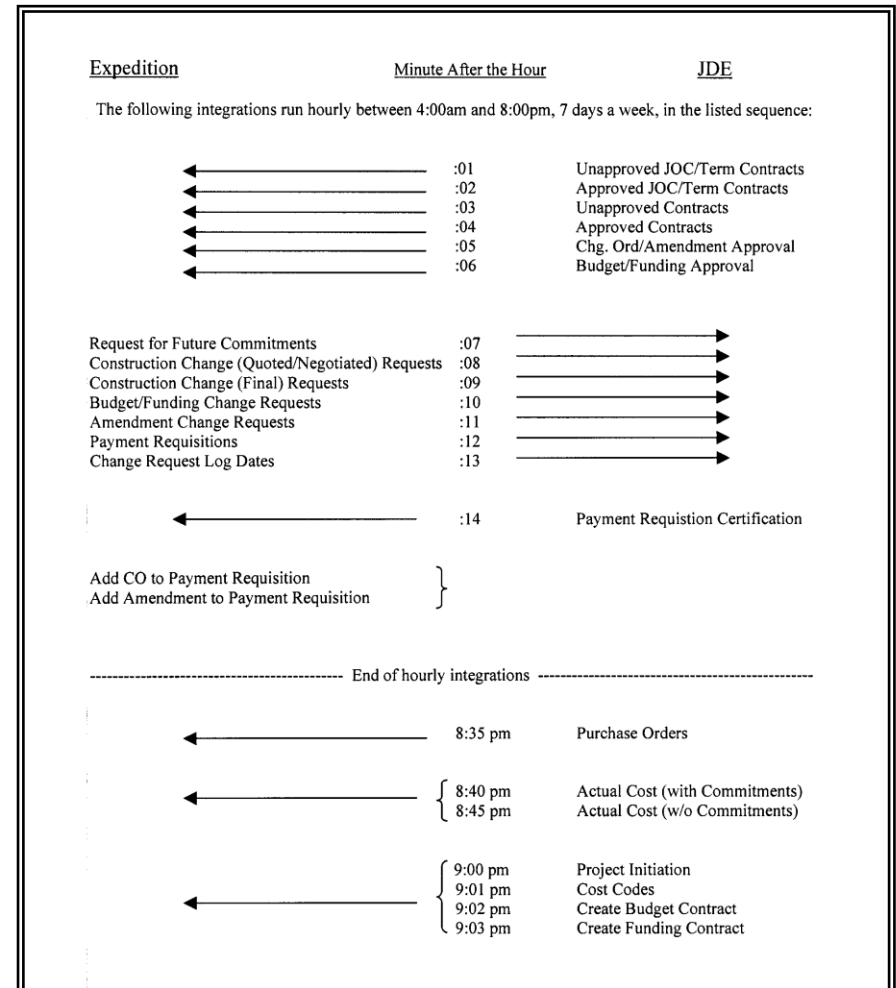 Expedition Minute After the Hour JDE
The following integrations run hourly between 4:00am and 8:00pm, 7 days a week, in the listed sequence:
:01 Unapproved JOC/Term Contracts
:02 Approved JOC/Term Contracts
:03 Unapproved Contracts
:04 Approved Contracts
:05 Chg. Ord/Amendment Approval
:06 Budget/Funding Approval
Request for Future Commitments :07
Construction Change (Quoted/Negotiated) Requests :08
Construction Change (Final) Requests :09
Budget/Funding Change Requests :10
Amendment Change Requests :11
Payment Requisitions :12
Change Request Log Dates :13
:14 Payment Requistion Certification
Add CO to Payment Requisition
Add Amendment to Payment Requisition
End of hourly integrations
8:35 pm Purchase Orders
8:40 pm Actual Cost (with Commitments)
8:45 pm Actual Cost (w/o Commitments)
9:00 pm Project Initiation
9:01 pm Cost Codes
9:02 pm Create Budget Contract
9:03 pm Create Funding Contract